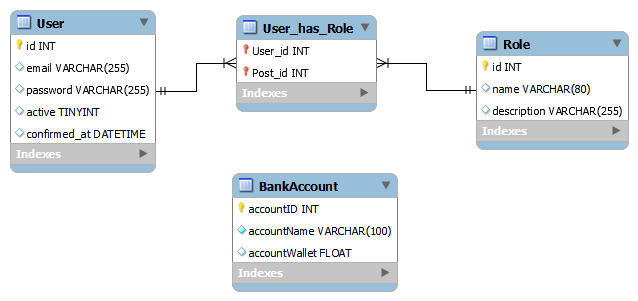 User
id INT
email VARCHAR(255)
password VARCHAR(255)
active TINYINT
confirmed_at DATETIME
Indexes
User_has_Role
User_id INT
Post_id INT
Indexes
Role
id INT
name VARCHAR(80)
description VARCHAR(255)
Indexes
BankAccount
accountID INT
accountName VARCHAR(100)
accountWallet FLOAT
Indexes